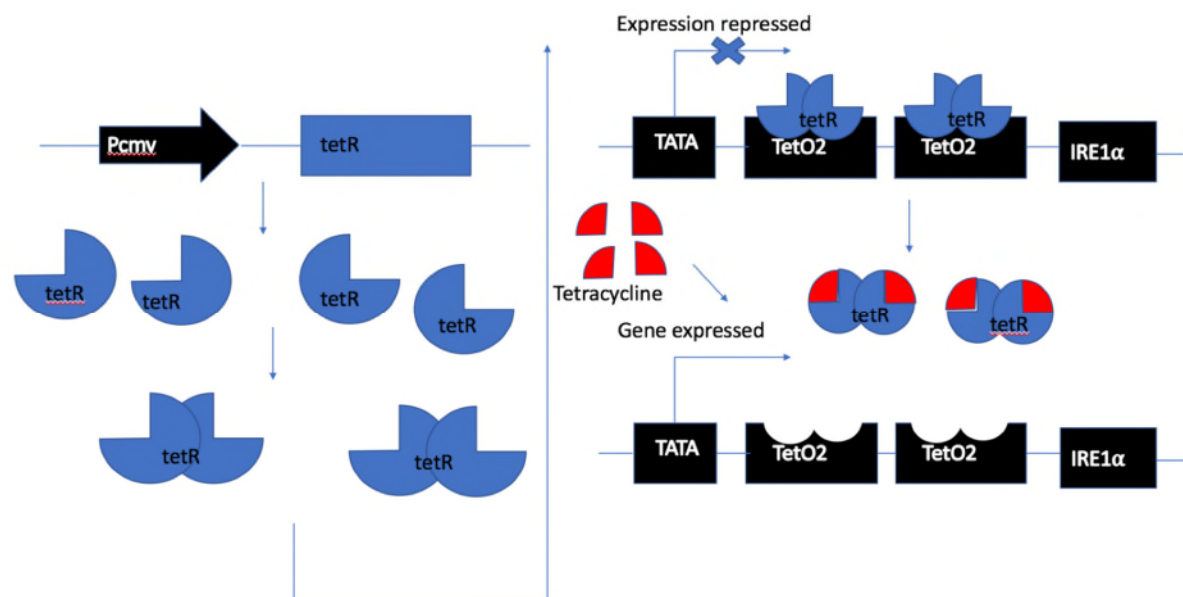 Pcmv
tetR
tetR
tetR
tetR
tetR
tetR
tetR
Expression repressed
tetR
tetR
TATA
TetO2
TetO2
IRE1α
Tetracycline
tetR
tetR
Gene expressed
TATA
TetO2
TetO2
IRE1α